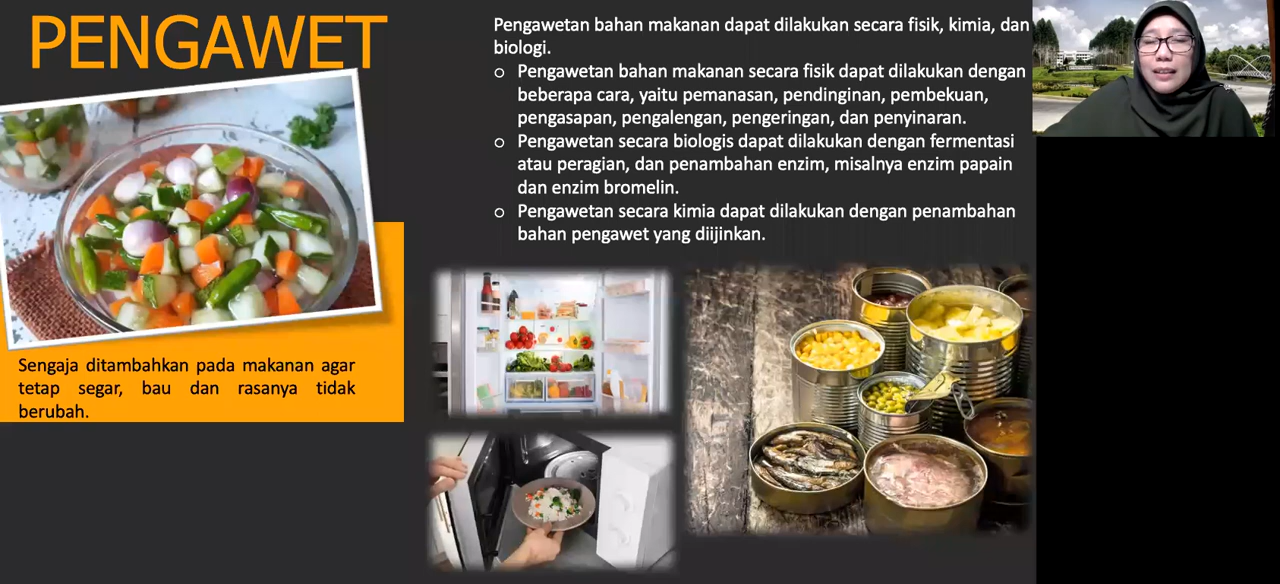 PENGAWET
Sengaja ditambahkan pada makanan agar
tetap segar, bau dan rasanya tidak
berubah.
Pengawetan bahan makanan dapat dilakukan secara fisik, kimia, dan
biologi.
o Pengawetan bahan makanan secara fisik dapat dilakukan dengan
beberapa cara, yaitu pemanasan, pendinginan, pembekuan,
pengasapan, pengalengan, pengeringan, dan penyinaran.
o Pengawetan secara biologis dapat dilakukan dengan fermentasi
atau peragian, dan penambahan enzim, misalnya enzim papain
dan enzim bromelin.
o Pengawetan secara kimia dapat dilakukan dengan penambahan
bahan pengawet yang diijinkan.